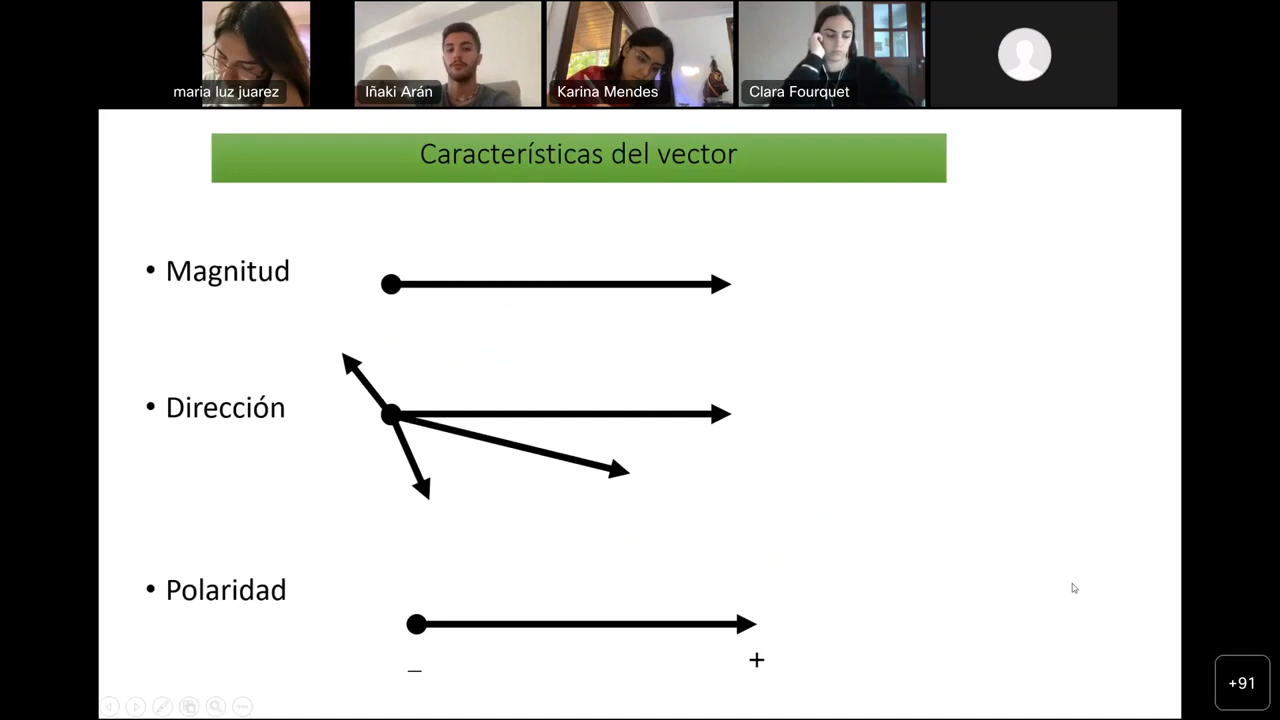 maria luz juarez
Iñaki Arán
Karina Mendes
Clara Fourquet
Características del vector
• Magnitud
• Dirección
• Polaridad
_ +
+91